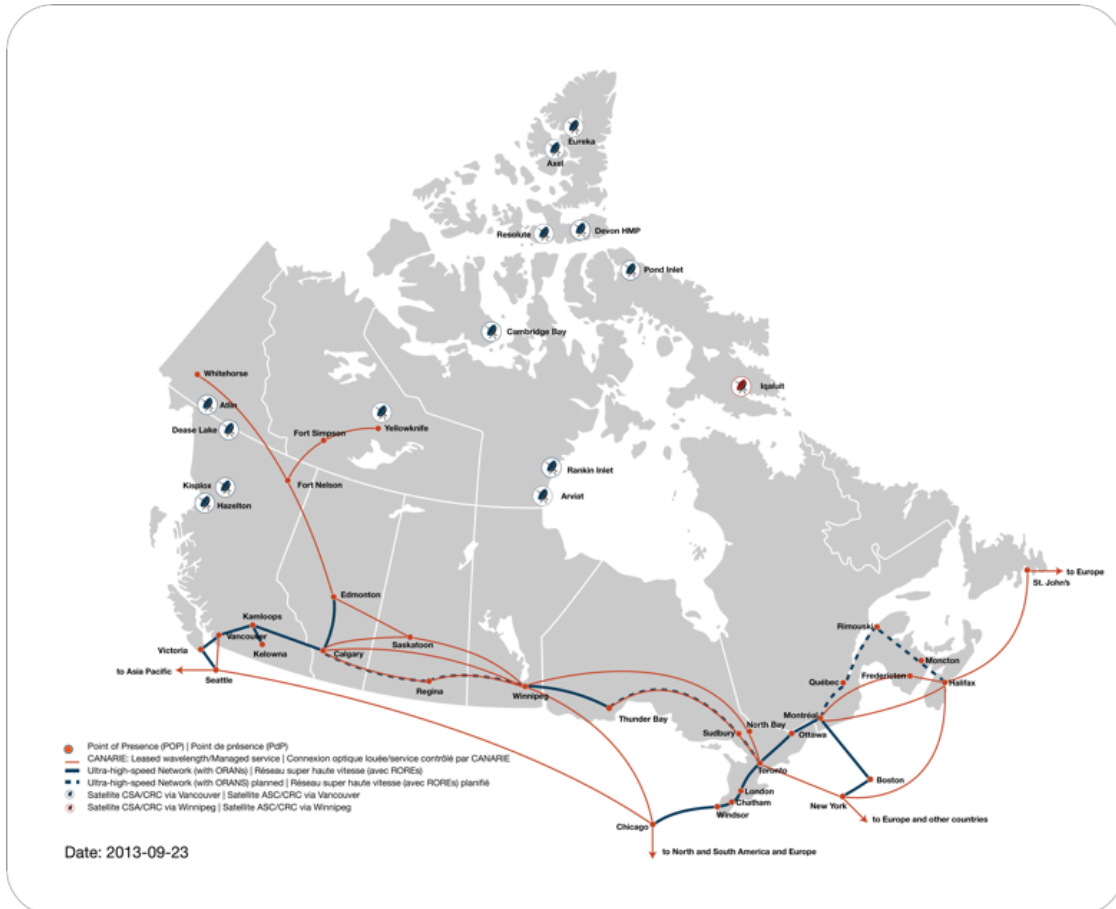 Eureka
Axel
Resolute
Devon HMP
Pond Inlet
Cambridge Bay
Whitehorse
Iqaluit
Atlin
Dease Lake
Fort Simpson
Yellowknife
Rankin Inlet
Fort Nelson
Kisplox
Hazelton
Arviat
to Europe
St. John's
Edmonton
Kamloops
Vancouver
Victoria
Kelowna
Calgary
Saskatoon
Rimouski
Moncton
to Asia Pacific
Seattle
Regina
Winnipeg
Québec
Fredericton
Halifax
Thunder Bay
Montréal
North Bay
Sudbury
Ottawa
Point of Presence (POP) | Point de présence (PdP)
CANARIE: Leased wavelength/Managed service | Connexion optique louée/service contrôlé par CANARIE
Ultra-high-speed Network (with ORANs) | Réseau super haute vitesse (avec ROREs)
Ultra-high-speed Network (with ORANS) planned | Réseau super haute vitesse (avec ROREs) planifié
Satellite CSA/CRC via Vancouver | Satellite ASC/CRC via Vancouver
Satellite CSA/CRC via Winnipeg | Satellite ASC/CRC via Winnipeg
Toronto
Boston
London
Chatham
Windsor
New York
to Europe and other countries
Chicago
to North and South America and Europe
Date: 2013-09-23